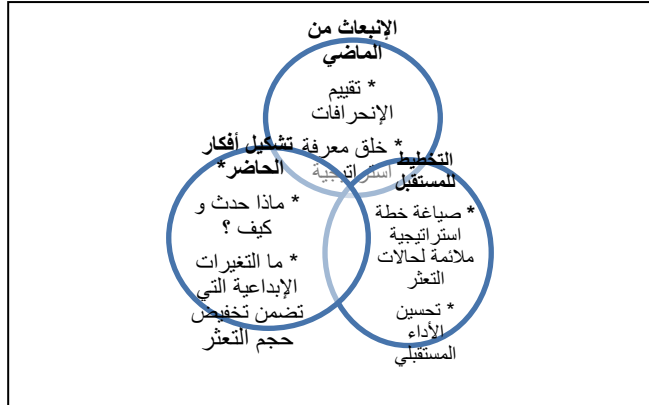 الإنبعاث من
الماضي
* تقييم
الإنحرافات
* خلق معرفة
استراتيجية
تشكيل أفكار
الحاضر*
* ماذا حدث و
كيف ؟
* ما التغيرات
الإبداعية التي
تضمن تخفيض
حجم التعثر
التخطيط
للمستقبل
* صياغة خطة
استراتيجية
ملائمة لحالات
التعثر
* تحسين
الأداء
المستقبلي